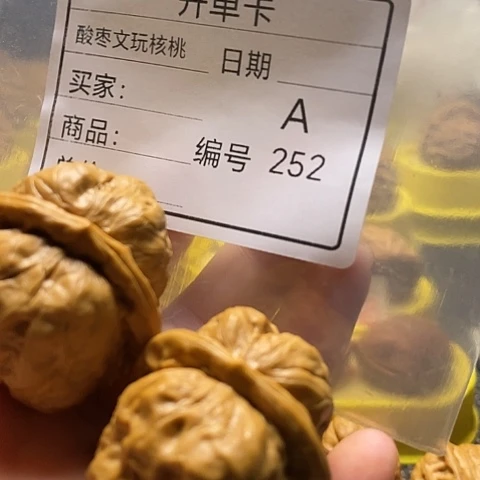 开单卡
酸枣文玩核桃 日期
买家：
A
商品：
编号 252